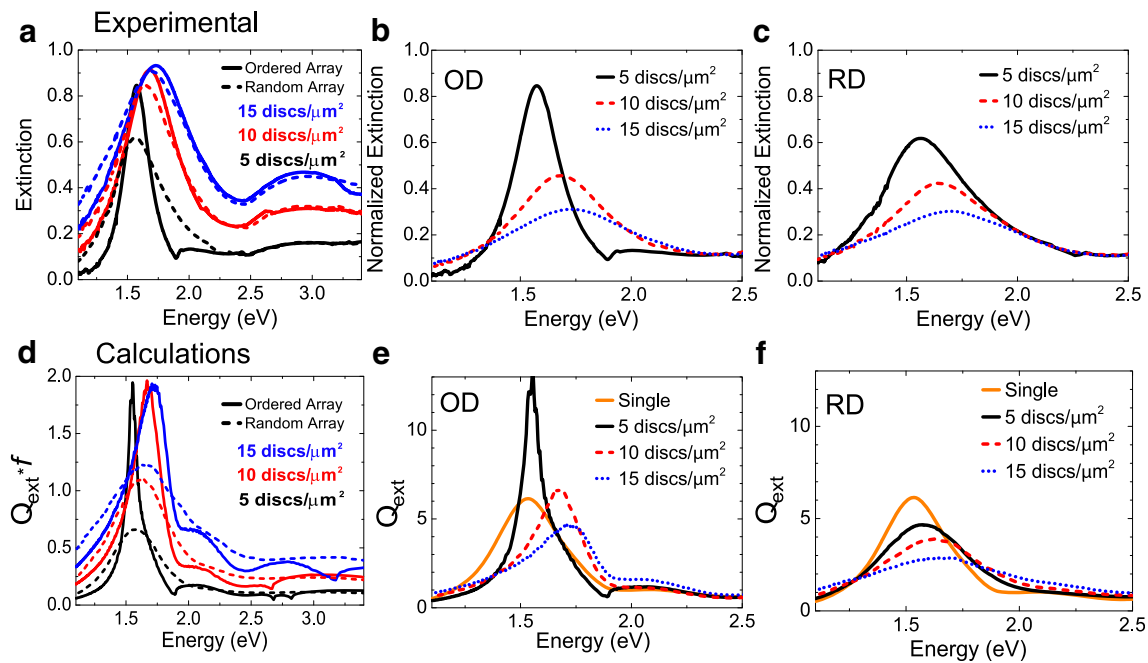 Experimental
a
Extinction
1.0
0.8
0.6
0.4
0.2
0.0
Ordered Array
Random Array
15 discs/μm²
10 discs/μm²
5 discs/μm²
1.5 2.0 2.5 3.0
Energy (eV)
b
OD
Normalized Extinction
1.0
0.8
0.6
0.4
0.2
0.0
5 discs/μm²
10 discs/μm²
15 discs/μm²
1.5 2.0 2.5
Energy (eV)
c
RD
Normalized Extinction
1.0
0.8
0.6
0.4
0.2
0.0
5 discs/μm²
10 discs/μm²
15 discs/μm²
1.5 2.0 2.5
Energy (eV)
Calculations
d
Qext*f
2.0
1.5
1.0
0.5
0.0
Ordered Array
Random Array
15 discs/μm²
10 discs/μm²
5 discs/μm²
1.5 2.0 2.5 3.0
Energy (eV)
e
OD
Qext
10
5
0
Single
5 discs/μm²
10 discs/μm²
15 discs/μm²
1.5 2.0 2.5
Energy (eV)
f
RD
Qext
10
5
0
Single
5 discs/μm²
10 discs/μm²
15 discs/μm²
1.5 2.0 2.5
Energy (eV)